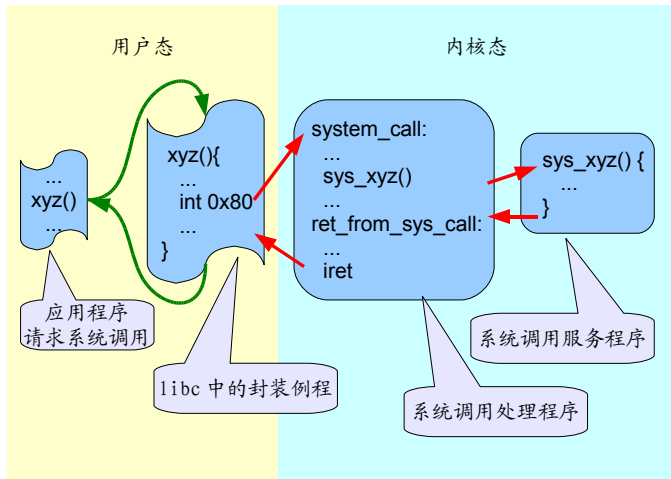 用户态
内核态
...
xyz()
...
xyz(){
...
int 0x80
...
}
system_call:
...
sys_xyz()
...
ret_from_sys_call:
...
iret
sys_xyz() {
...
}
应用程序
请求系统调用
libc 中的封装例程
系统调用处理程序
系统调用服务程序